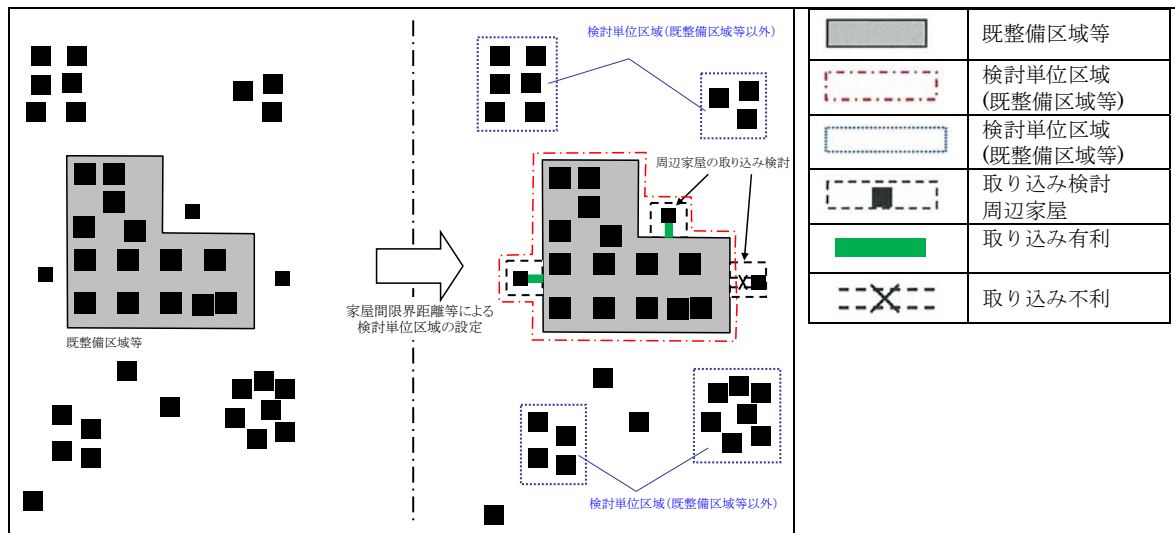 検討単位区域(既整備区域等以外)
周辺家屋の取り込み検討
家屋間限界距離等による
検討単位区域の設定
既整備区域等
検討単位区域(既整備区域等以外)
既整備区域等
検討単位区域
(既整備区域等)
検討単位区域
(既整備区域等)
取り込み検討
周辺家屋
取り込み有利
取り込み不利